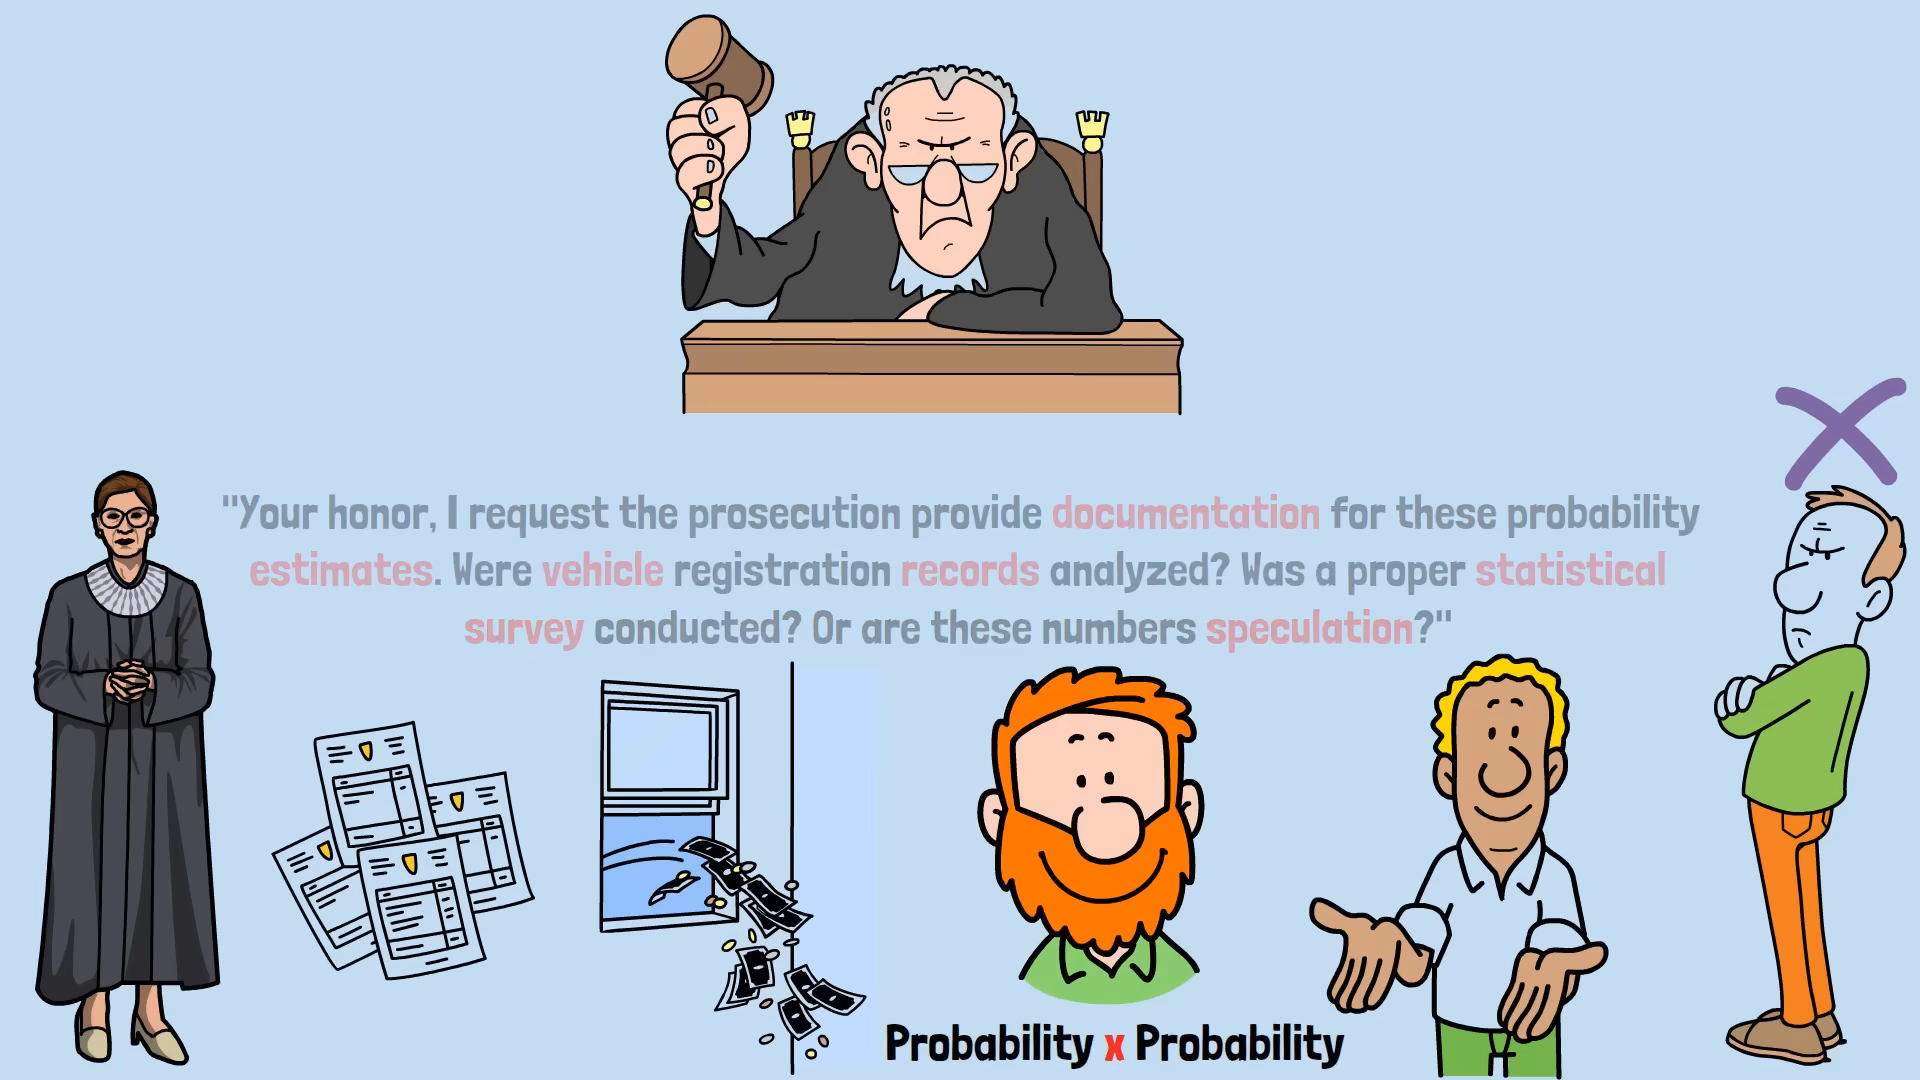 "Your honor, I request the prosecution provide documentation for these probability
estimates. Were vehicle registration records analyzed? Was a proper statistical
survey conducted? Or are these numbers speculation?"
Probability x Probability